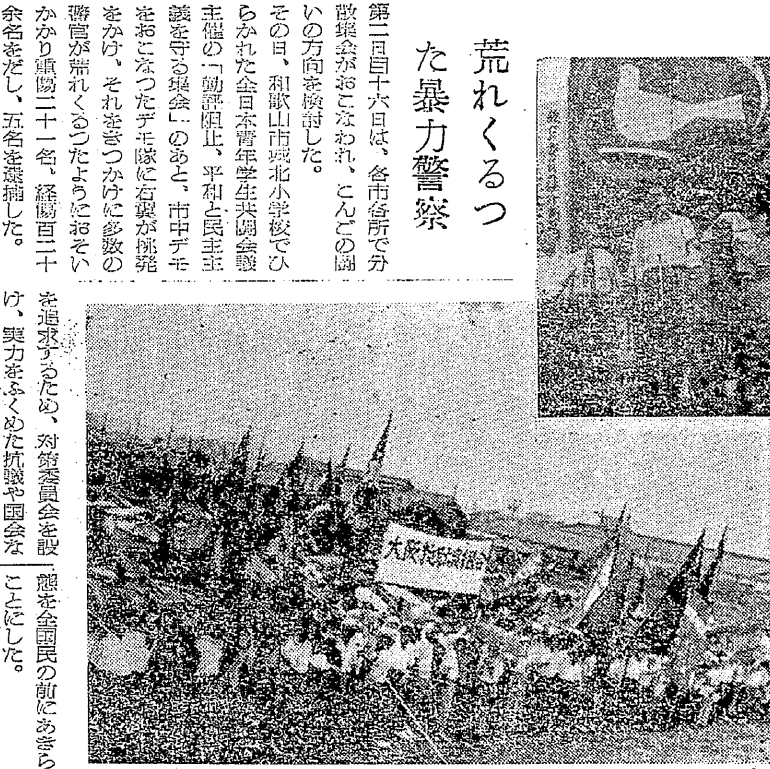 荒れくるつ
た暴力警察
第二日目十六日は、各市各所で分
散集会がおこなわれ、こんごの闘
いの方向を検討した。
その日、和歌山市城北小学校でひ
らかれた全日本青年学生共闘会議
主催の「勤評阻止、平和と民主主
義を守る集会」のあと、市中デモ
をおこなつたデモ隊に右翼が挑発
をかけ、それをきつかけに多数の
警官が荒れくるつたようにおそい
かかり重傷二十一名、経傷百二十
余名をだし、五名を逮捕した。
を追求するため、対策委員会を設
け、実力をふくめた抗議や国会な
態を全国民の前にあきら
ことにした。
大阪